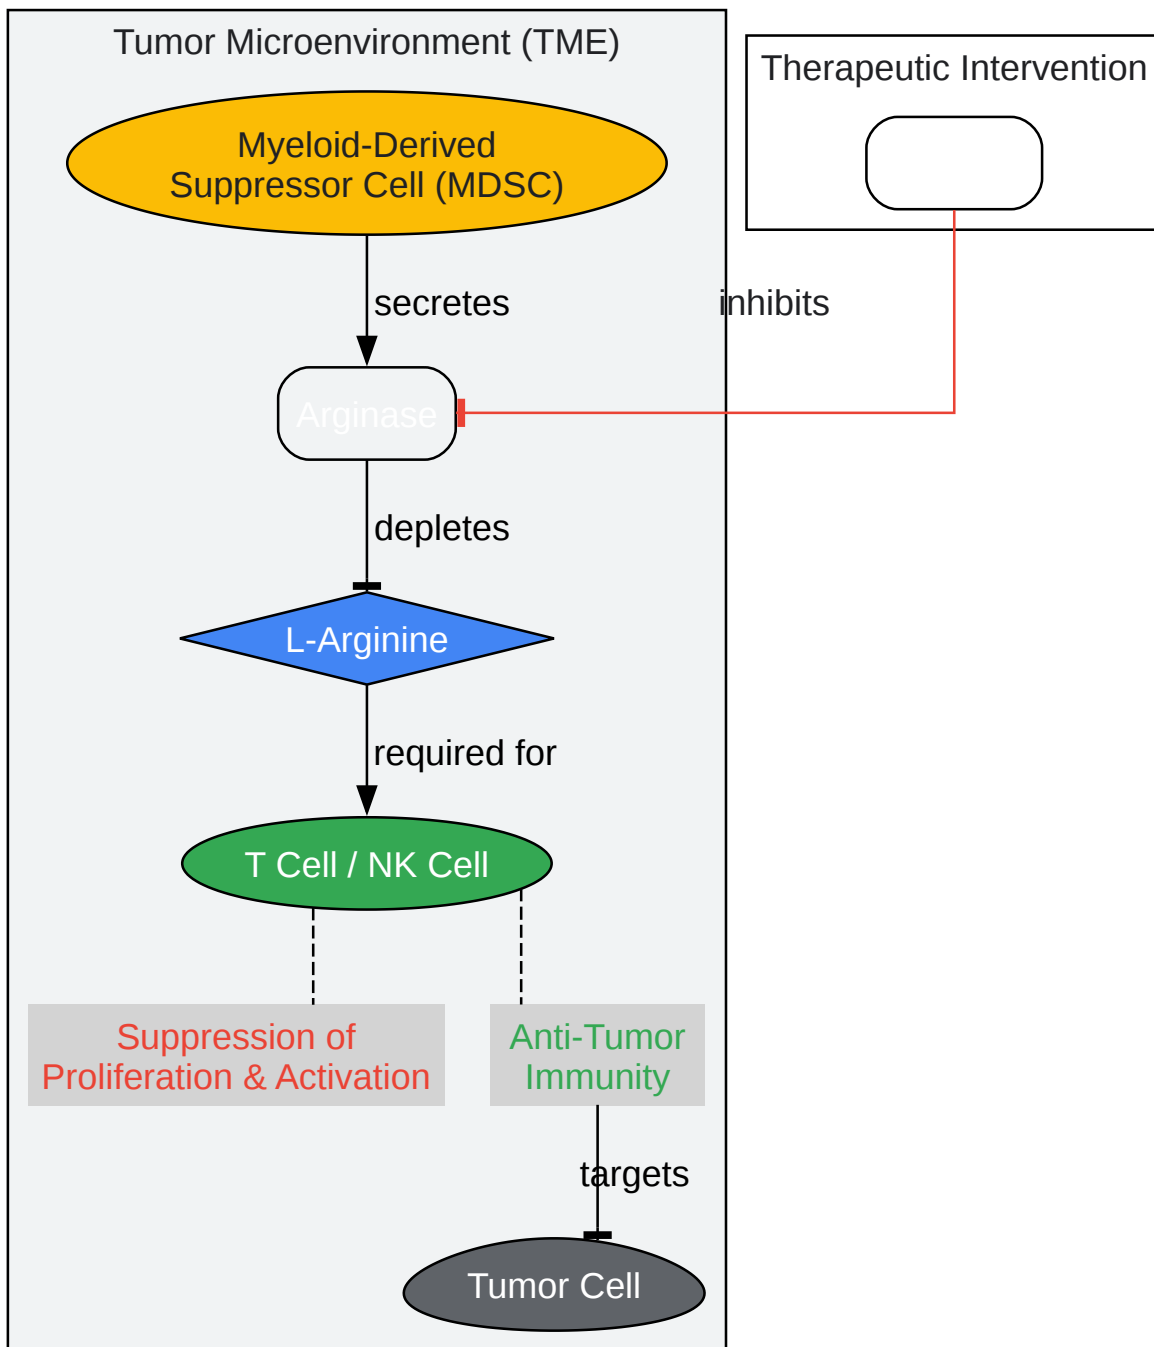 Tumor Microenvironment (TME)
Therapeutic Intervention
Myeloid-Derived
Suppressor Cell (MDSC)
secretes
inhibits
Arginase
depletes
L-Arginine
required for
T Cell / NK Cell
Suppression of
Proliferation & Activation
Anti-Tumor
Immunity
targets
Tumor Cell